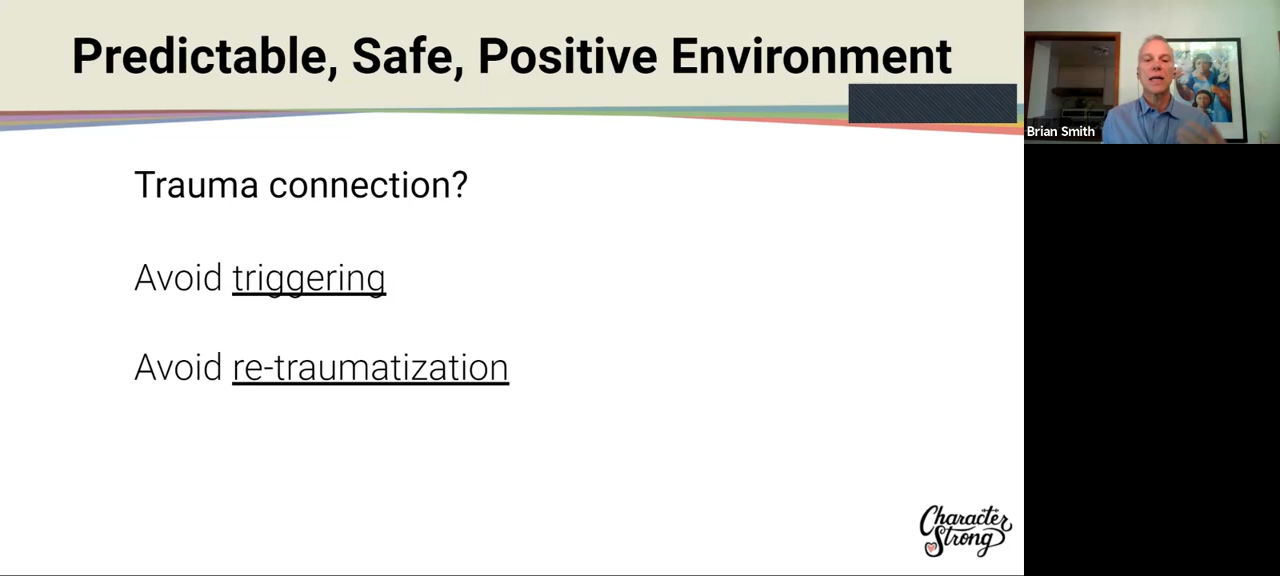 Predictable, Safe, Positive Environment
Brian Smith
Trauma connection?
Avoid triggering
Avoid re-traumatization
Character
Strong